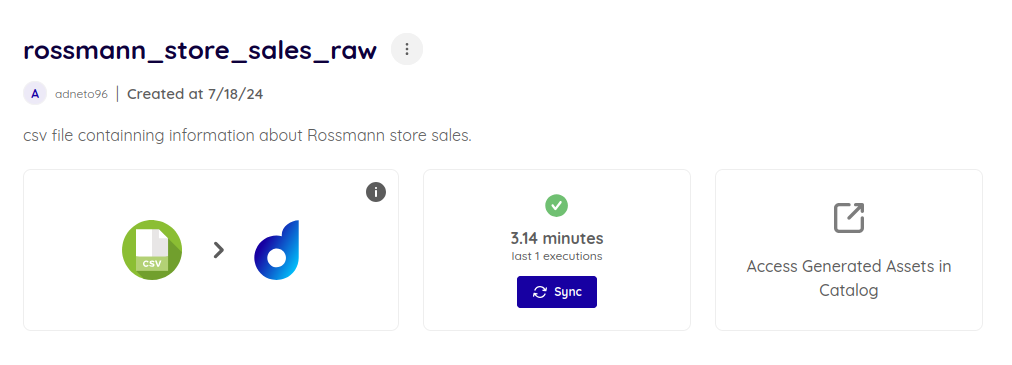 rossmann_store_sales_raw
A adneto96 | Created at 7/18/24
csv file containning information about Rossmann store sales.
i
CSV
3.14 minutes
last 1 executions
Sync
Access Generated Assets in
Catalog